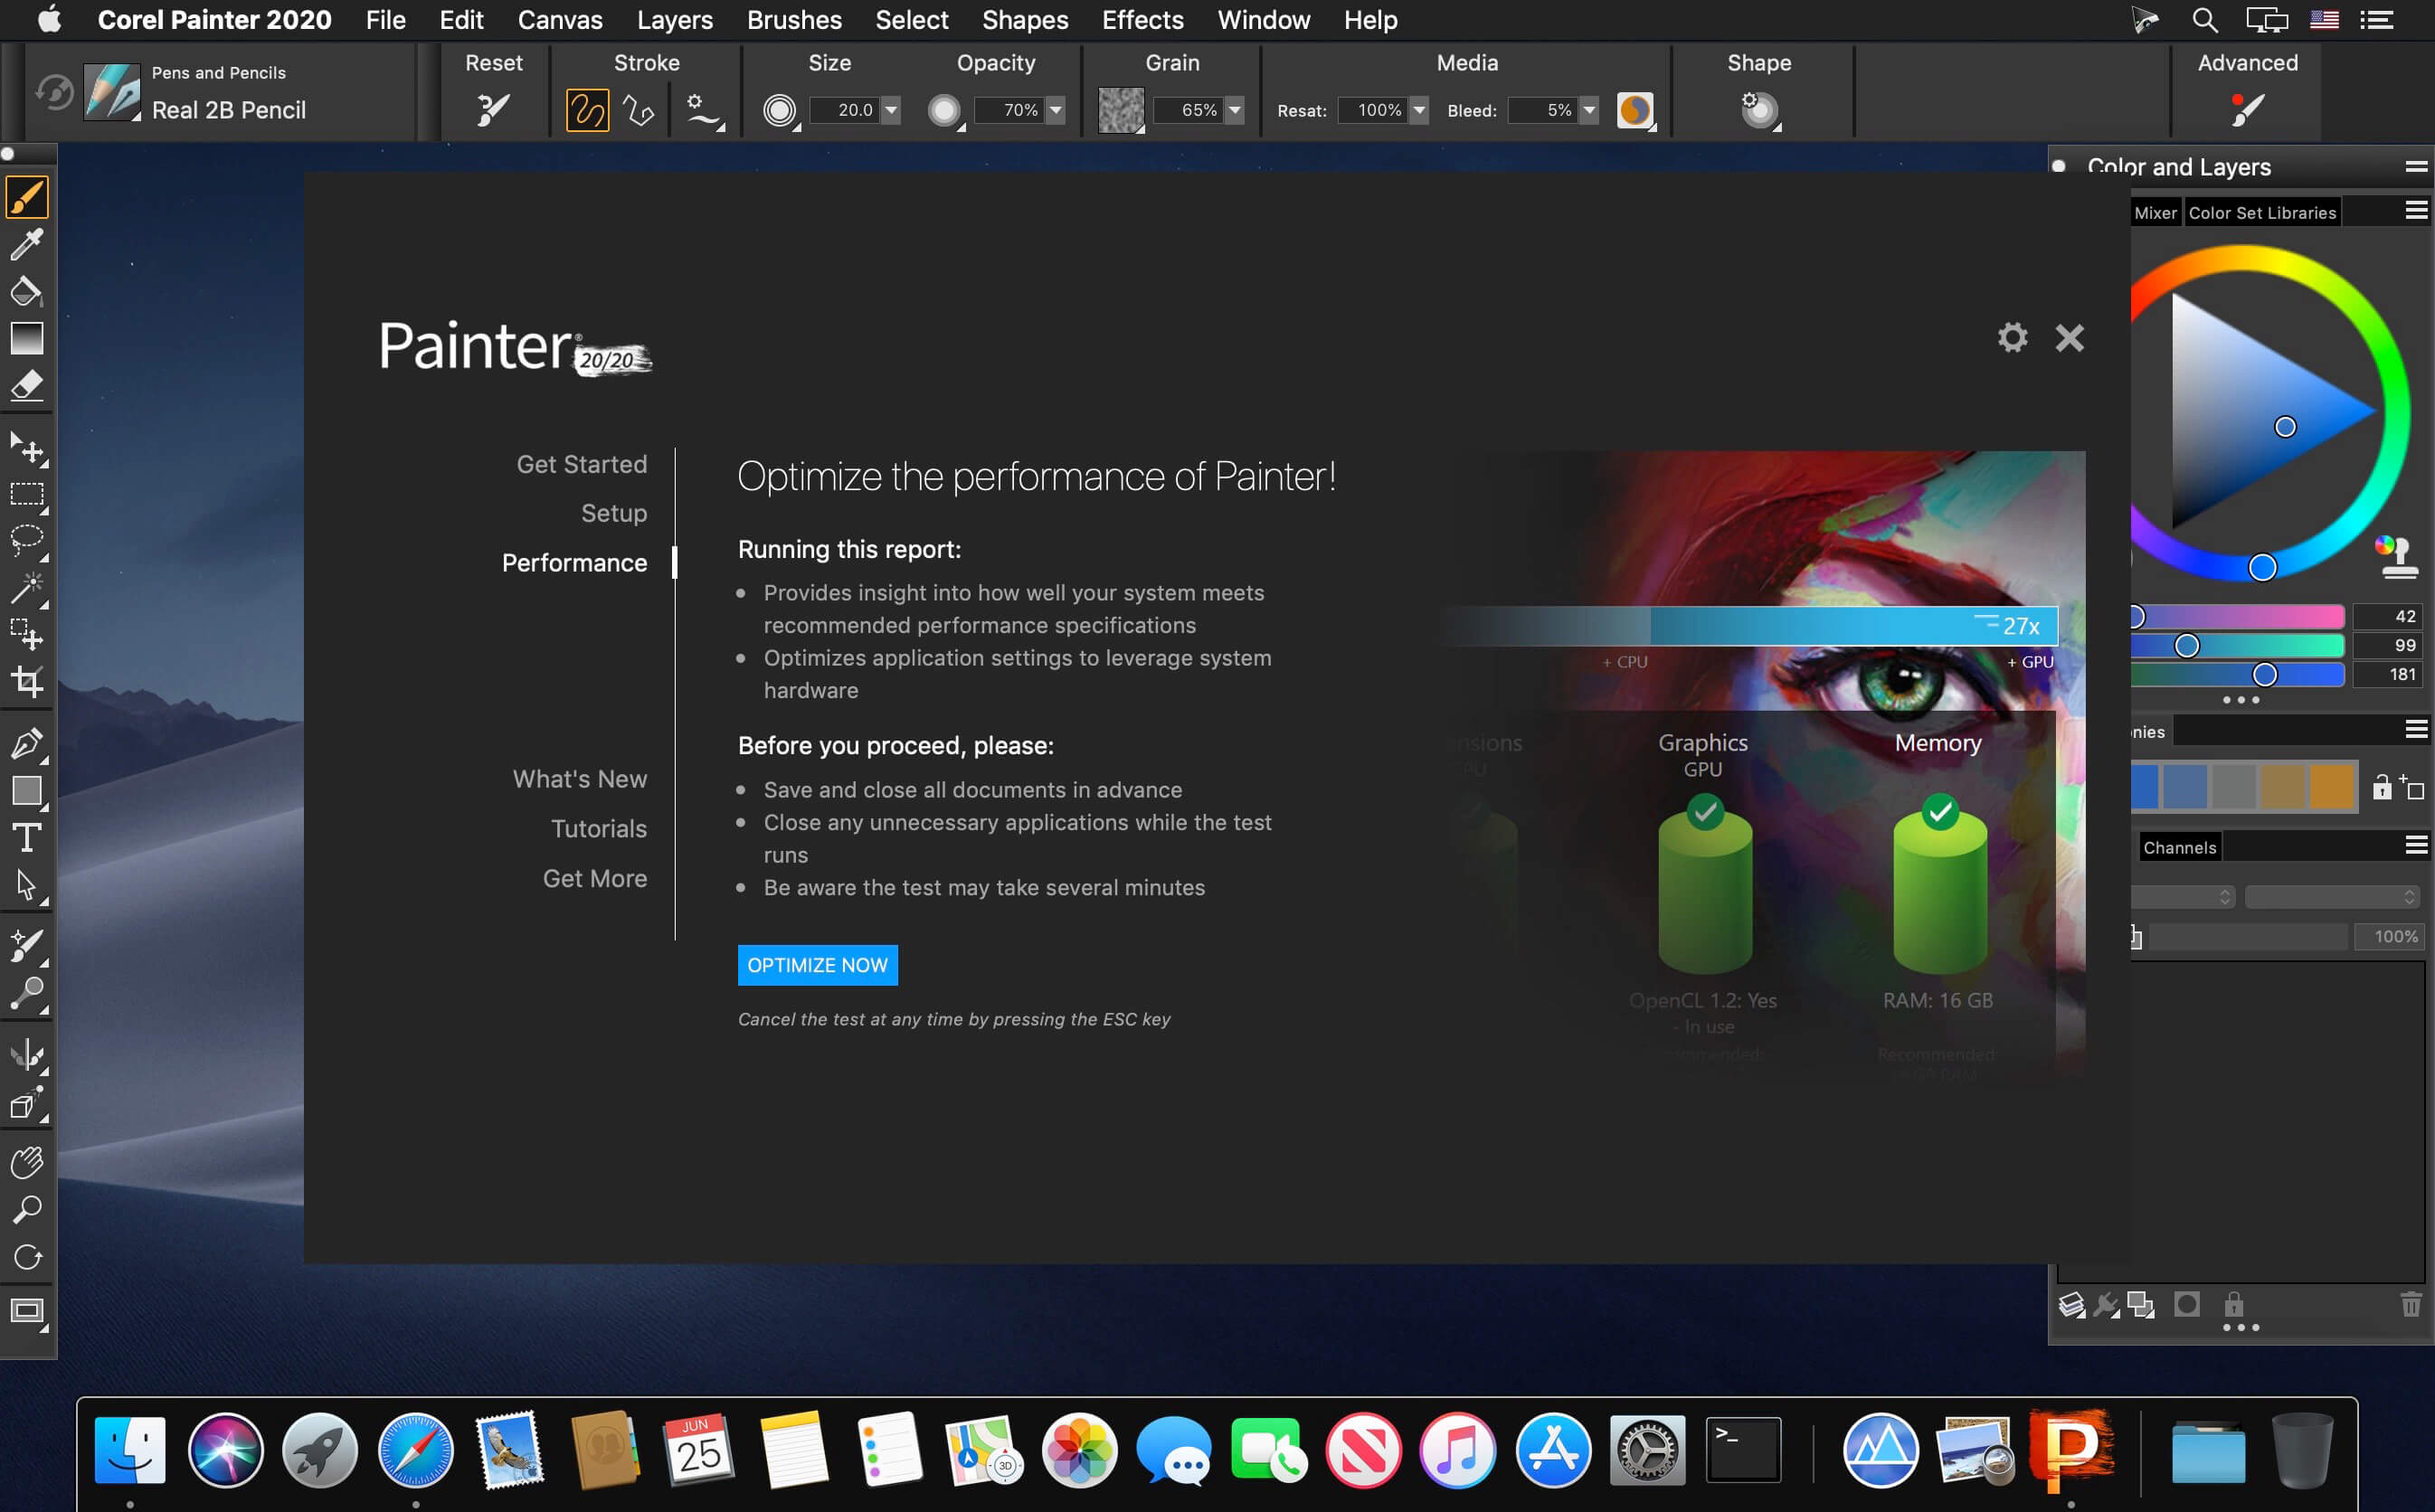 Corel Painter 2020 File Edit Canvas Layers Brushes Select Shapes Effects Window Help
Pens and Pencils
Real 2B Pencil
Reset
Stroke
Size
20.0
Opacity
70%
Grain
65%
Media
Resat: 100% Bleed: 5%
Shape
Advanced
Color and Layers
Mixer Color Set Libraries
42
99
181
nies
Channels
100%
Painter® 20/20
Get Started
Setup
Performance
What's New
Tutorials
Get More
Optimize the performance of Painter!
Running this report:
Provides insight into how well your system meets
recommended performance specifications
Optimizes application settings to leverage system
hardware
Before you proceed, please:
Save and close all documents in advance
Close any unnecessary applications while the test
runs
Be aware the test may take several minutes
OPTIMIZE NOW
Cancel the test at any time by pressing the ESC key
27x
+ CPU
+ GPU
Graphics
GPU
Memory
OpenCL 1.2: Yes
- In use
RAM: 16 GB
Recommended:
JUN
25
3D
>_
P